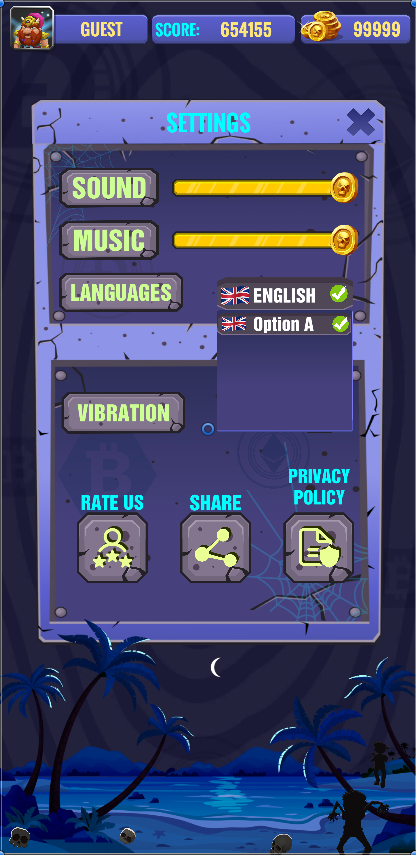 GUEST
SCORE: 654155
99999
SETTINGS
SOUND
MUSIC
LANGUAGES
ENGLISH
Option A
VIBRATION
RATE US
SHARE
PRIVACY
POLICY